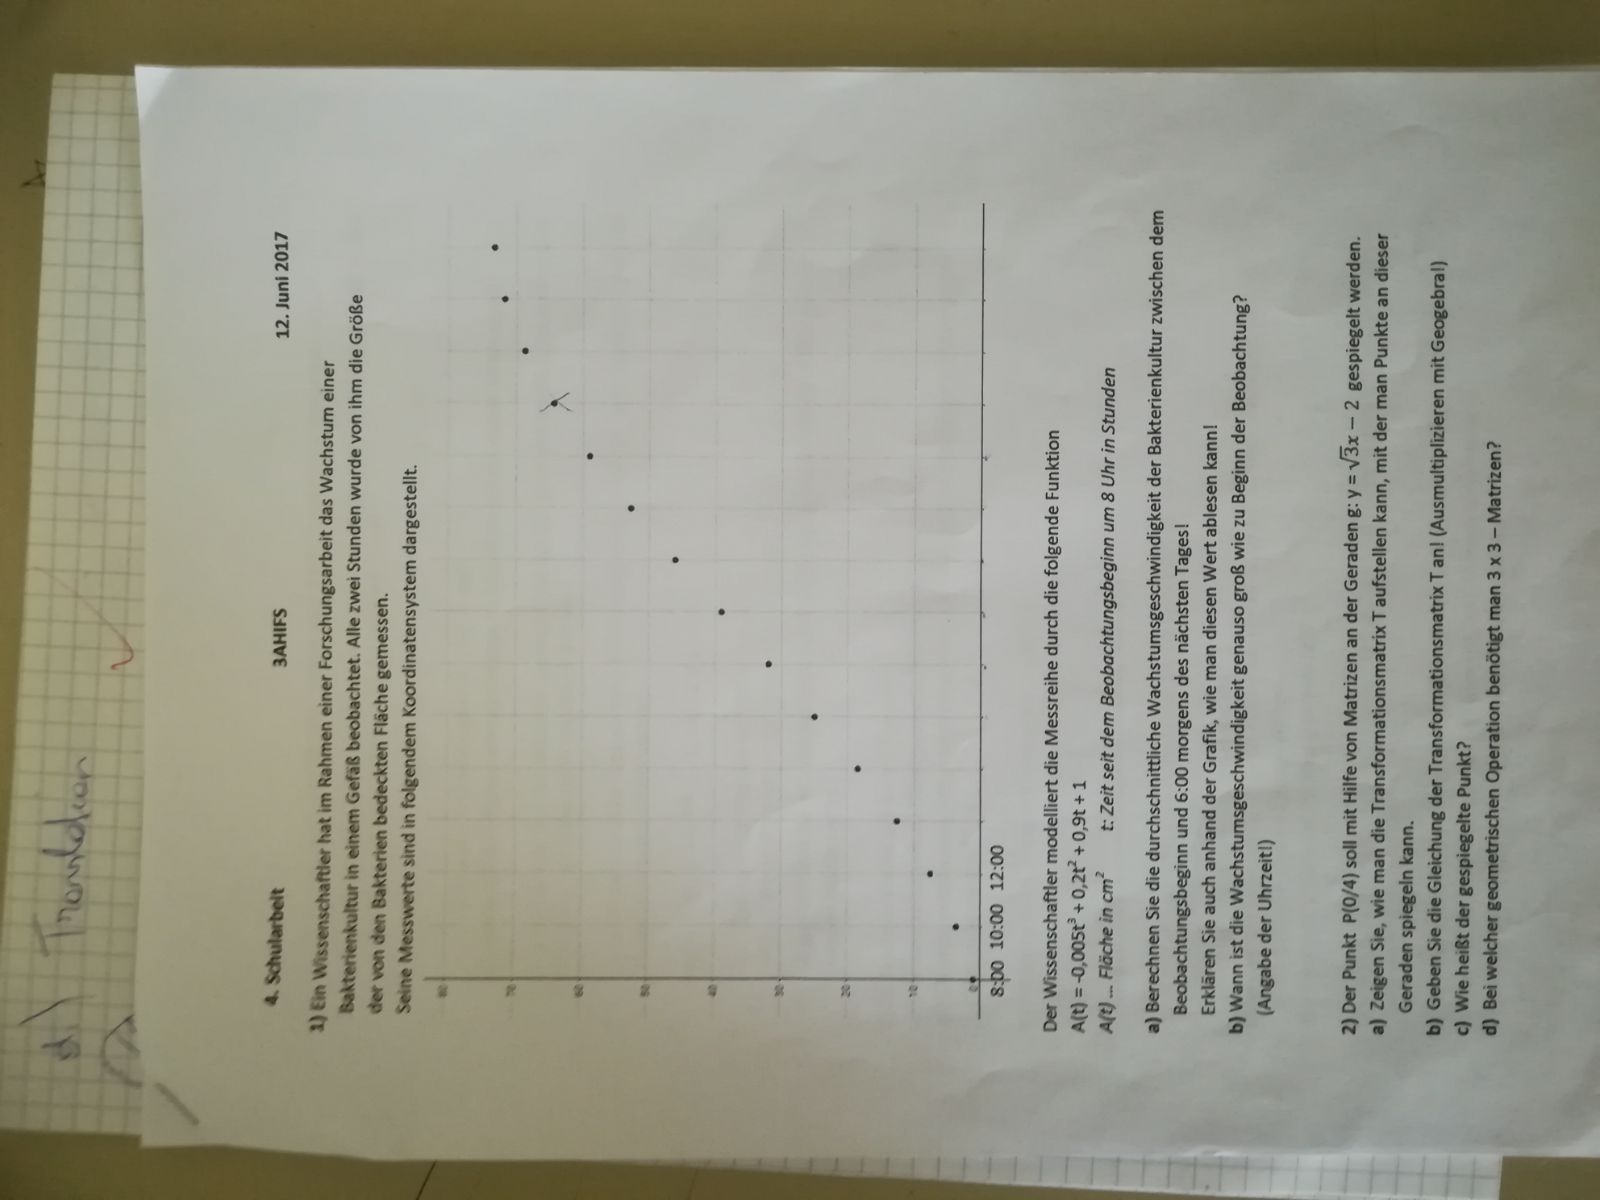 d.) Translation
4. Schularbeit 3AHIFS 12. Juni 2017
1) Ein Wissenschaftler hat im Rahmen einer Forschungsarbeit das Wachstum einer
Bakterienkultur in einem Gefäß beobachtet. Alle zwei Stunden wurde von ihm die Größe
der von den Bakterien bedeckten Fläche gemessen.
Seine Messwerte sind in folgendem Koordinatensystem dargestellt.
80
70
60
50
40
30
20
10
0
8:00 10:00 12:00
Der Wissenschaftler modelliert die Messreihe durch die folgende Funktion
A(t) = -0,005t³ + 0,2t² + 0,9t + 1
A(t) ... Fläche in cm² t: Zeit seit dem Beobachtungsbeginn um 8 Uhr in Stunden
a) Berechnen Sie die durchschnittliche Wachstumsgeschwindigkeit der Bakterienkultur zwischen dem
Beobachtungsbeginn und 6:00 morgens des nächsten Tages!
Erklären Sie auch anhand der Grafik, wie man diesen Wert ablesen kann!
b) Wann ist die Wachstumsgeschwindigkeit genauso groß wie zu Beginn der Beobachtung?
(Angabe der Uhrzeit!)
2) Der Punkt P(0/4) soll mit Hilfe von Matrizen an der Geraden g: y = √3x − 2 gespiegelt werden.
a) Zeigen Sie, wie man die Transformationsmatrix T aufstellen kann, mit der man Punkte an dieser
Geraden spiegeln kann.
b) Geben Sie die Gleichung der Transformationsmatrix T an! (Ausmultiplizieren mit Geogebra!)
c) Wie heißt der gespiegelte Punkt?
d) Bei welcher geometrischen Operation benötigt man 3 x 3 – Matrizen?